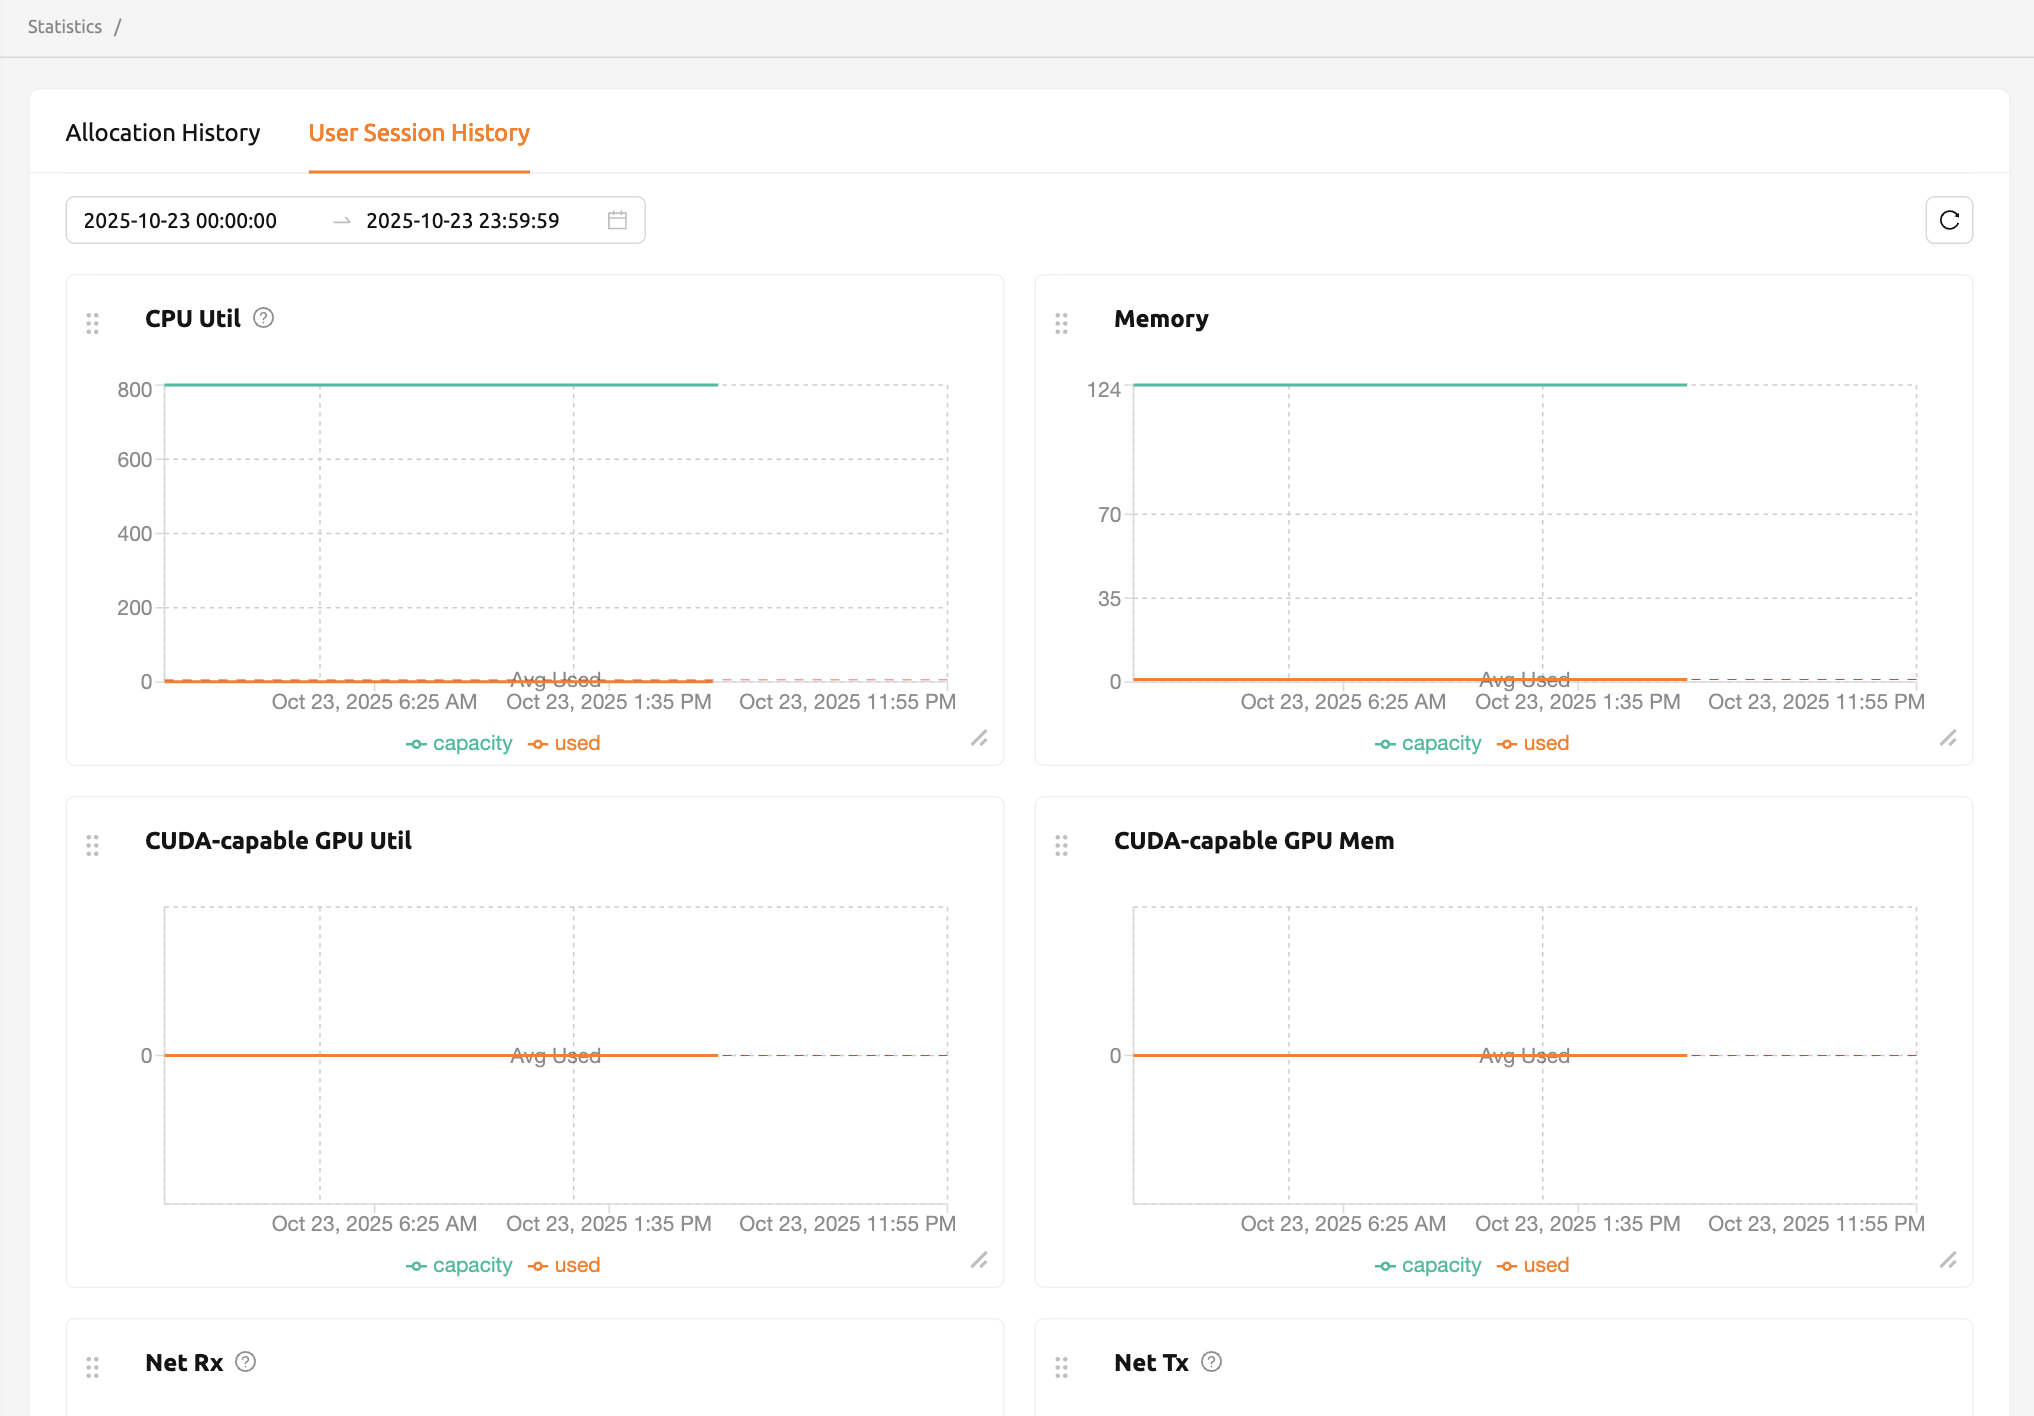 Statistics /
Allocation History User Session History
2025-10-23 00:00:00 → 2025-10-23 23:59:59
CPU Util
800
600
400
200
0
Avg Used
Oct 23, 2025 6:25 AM Oct 23, 2025 1:35 PM Oct 23, 2025 11:55 PM
capacity used
Memory
124
70
35
0
Avg Used
Oct 23, 2025 6:25 AM Oct 23, 2025 1:35 PM Oct 23, 2025 11:55 PM
capacity used
CUDA-capable GPU Util
0
Avg Used
Oct 23, 2025 6:25 AM Oct 23, 2025 1:35 PM Oct 23, 2025 11:55 PM
capacity used
CUDA-capable GPU Mem
0
Avg Used
Oct 23, 2025 6:25 AM Oct 23, 2025 1:35 PM Oct 23, 2025 11:55 PM
capacity used
Net Rx
Net Tx